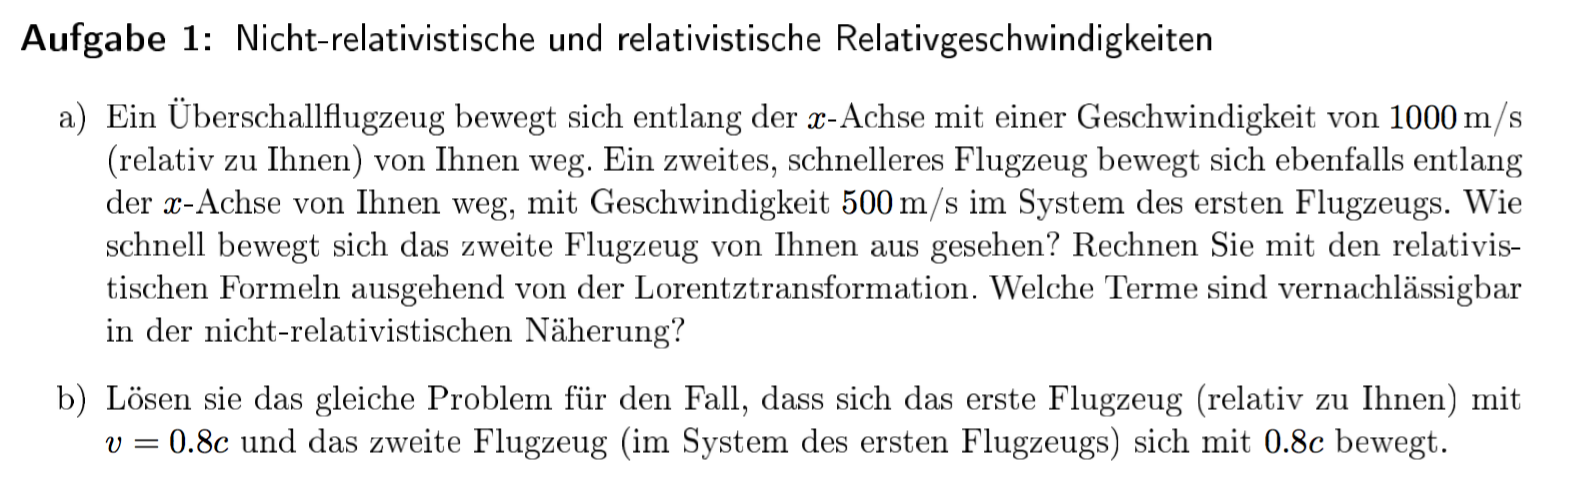 Aufgabe 1: Nicht-relativistische und relativistische Relativgeschwindigkeiten
a) Ein Überschallflugzeug bewegt sich entlang der x-Achse mit einer Geschwindigkeit von 1000 m/s
(relativ zu Ihnen) von Ihnen weg. Ein zweites, schnelleres Flugzeug bewegt sich ebenfalls entlang
der x-Achse von Ihnen weg, mit Geschwindigkeit 500 m/s im System des ersten Flugzeugs. Wie
schnell bewegt sich das zweite Flugzeug von Ihnen aus gesehen? Rechnen Sie mit den relativis-
tischen Formeln ausgehend von der Lorentztransformation. Welche Terme sind vernachlässigbar
in der nicht-relativistischen Näherung?
b) Lösen sie das gleiche Problem für den Fall, dass sich das erste Flugzeug (relativ zu Ihnen) mit
v = 0.8c und das zweite Flugzeug (im System des ersten Flugzeugs) sich mit 0.8c bewegt.